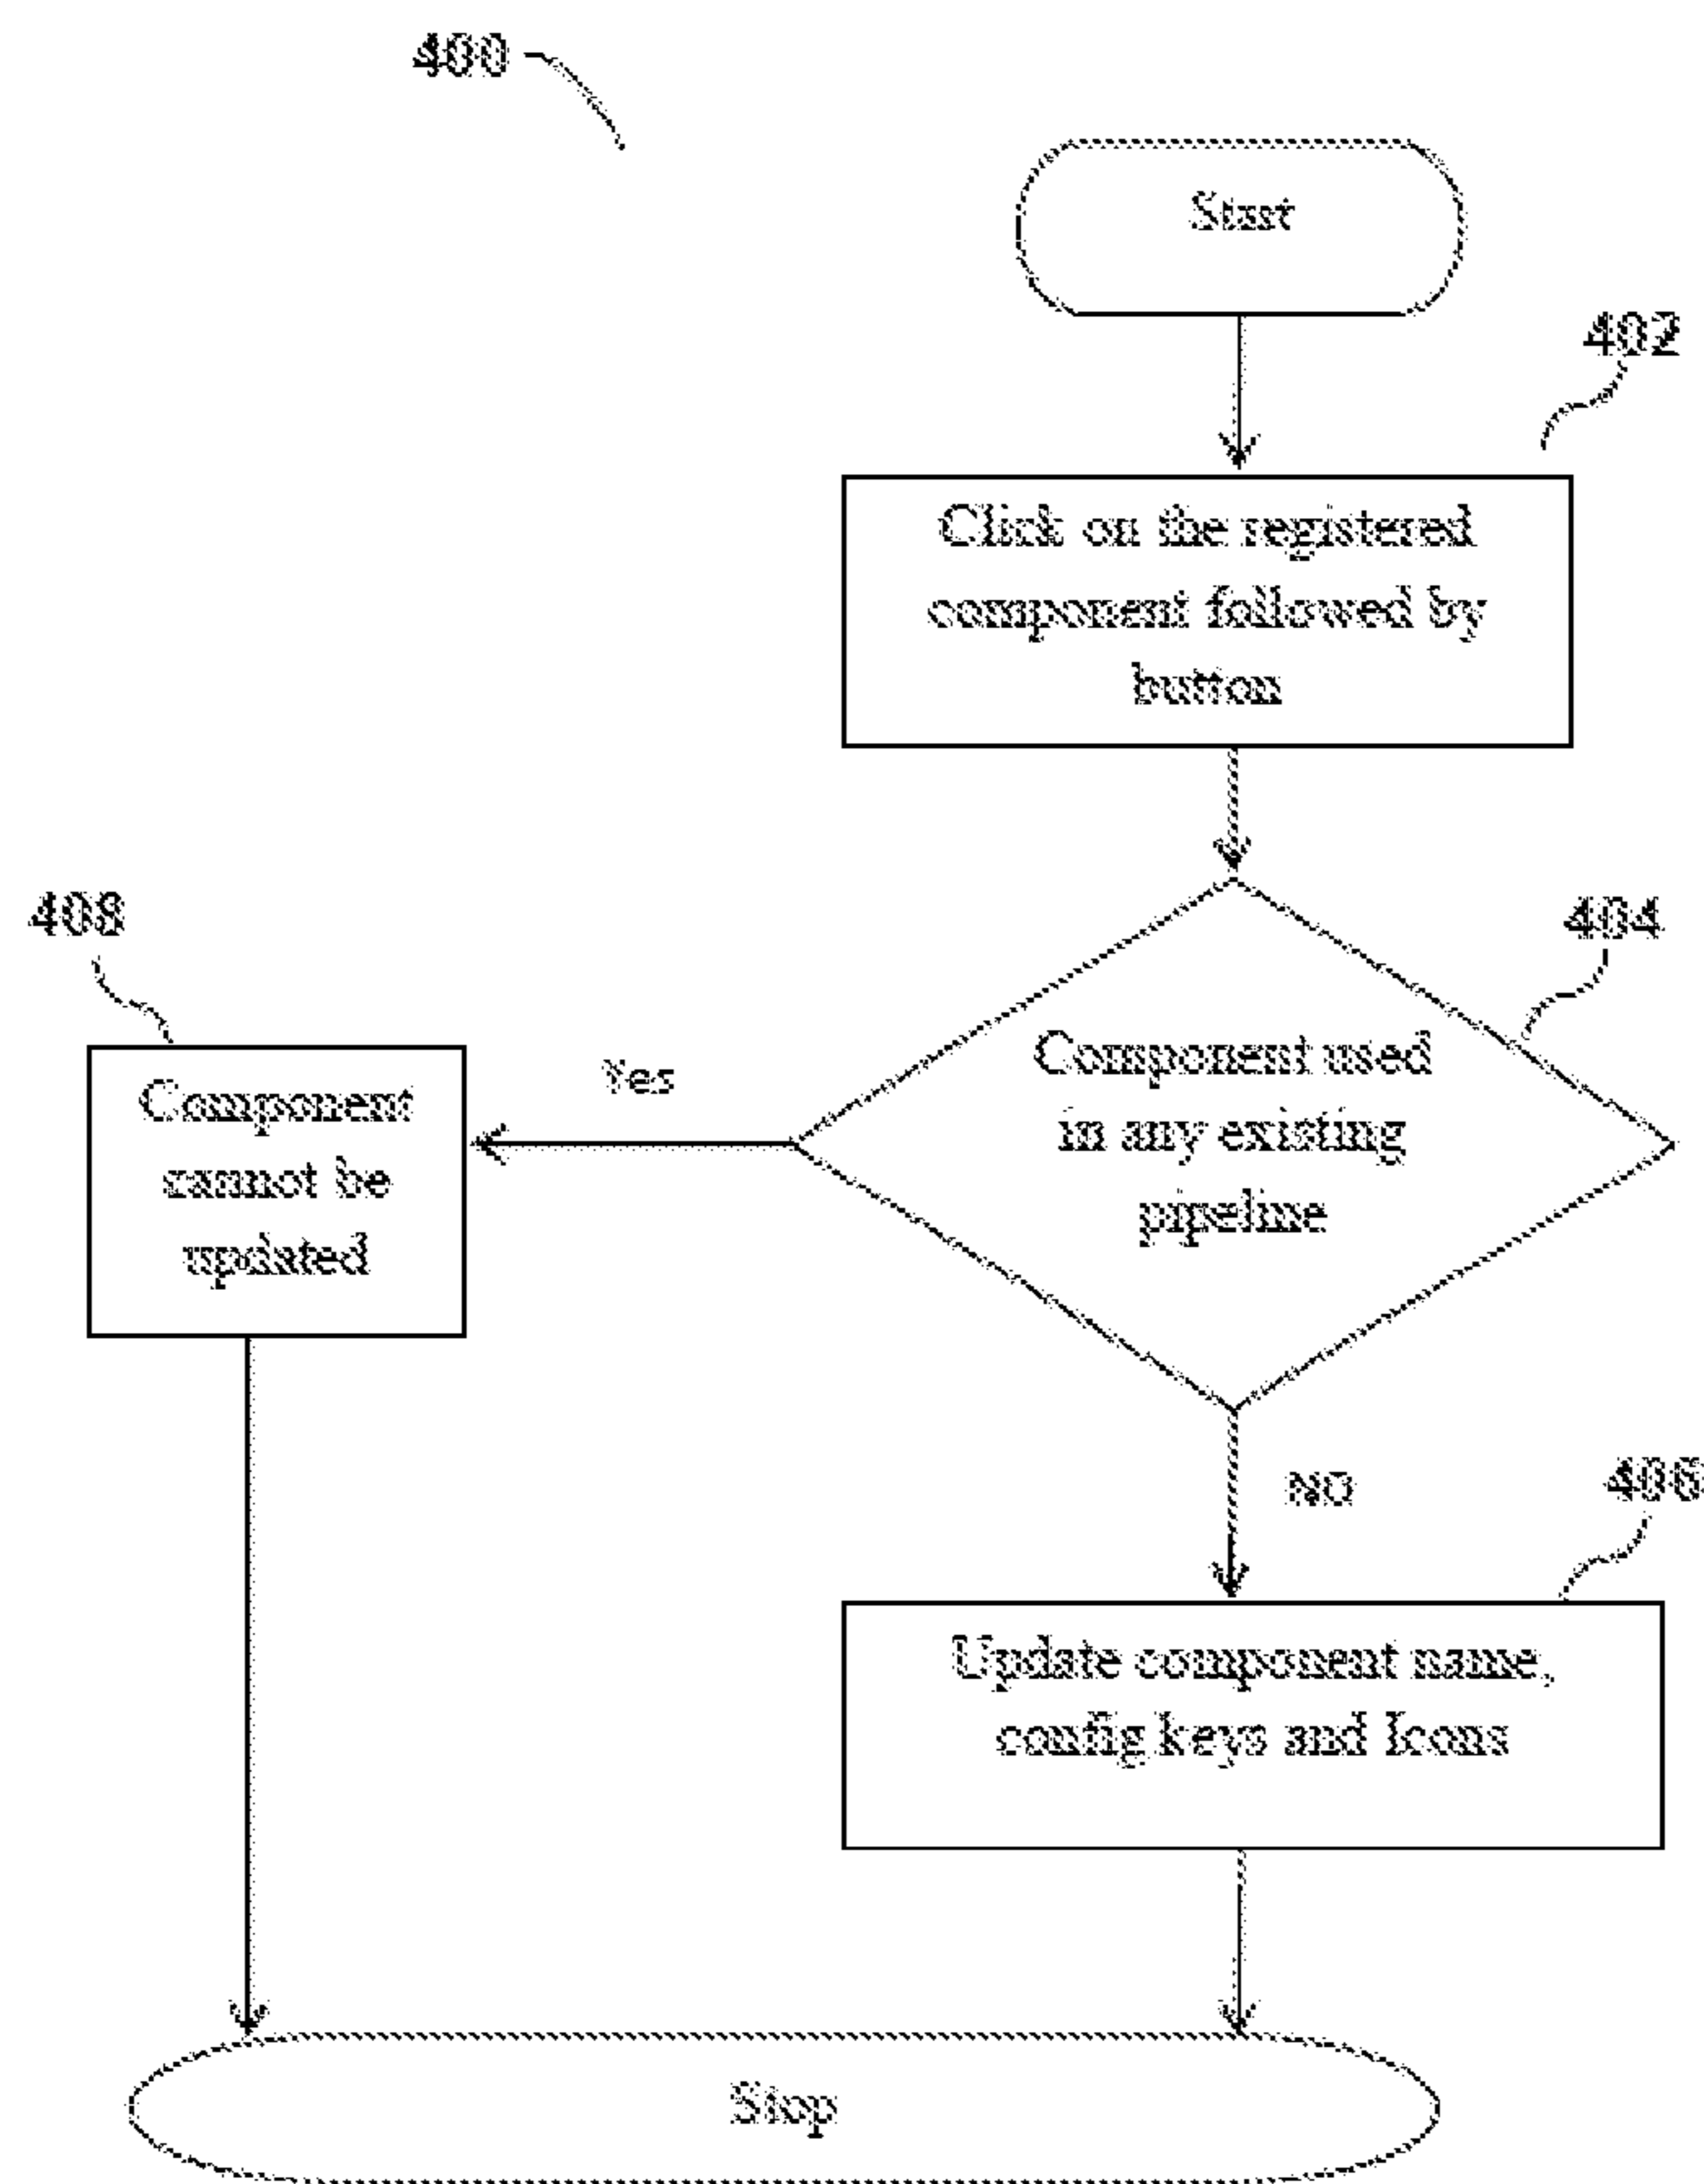 400
Start
402
Click on the registered
component followed by
button
408
404
Component used
in any existing
pipeline
Yes
Component
cannot be
updated
NO
406
Update component name,
config keys and Icons
Stop